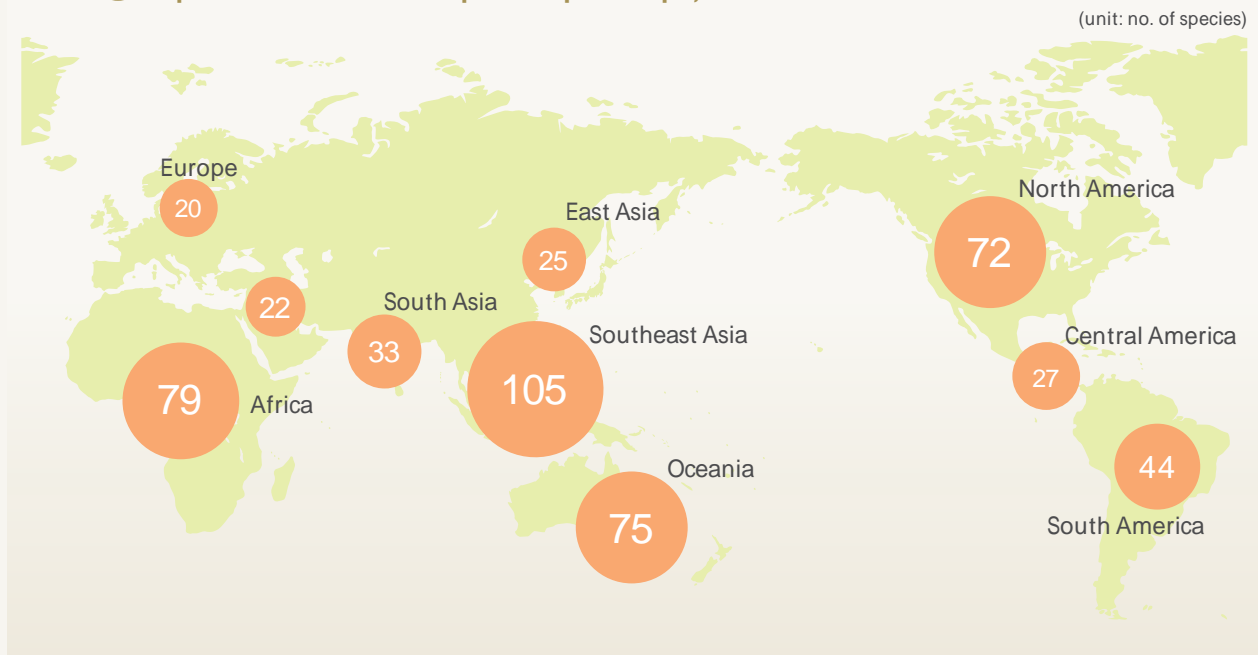 (unit: no. of species)
Europe
20
North America
East Asia
72
25
22
South Asia
33
Southeast Asia
Central America
27
105
79
Africa
Oceania
44
75
South America